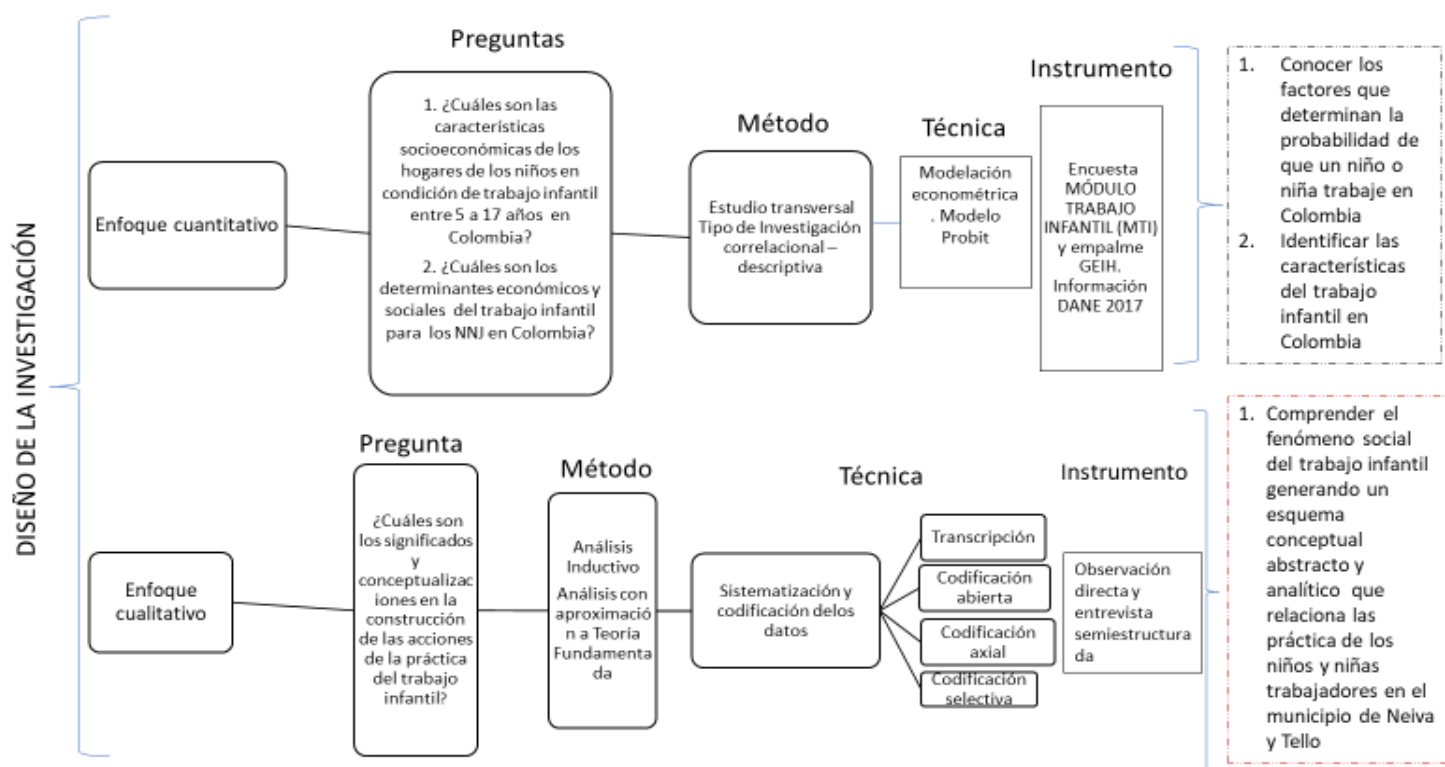 DISEÑO DE LA INVESTIGACIÓN
Enfoque cuantitativo
Preguntas
1. ¿Cuáles son las
características
socioeconómicas de los
hogares de los niños en
condición de trabajo infantil
entre 5 a 17 años en
Colombia?
2. ¿Cuáles son los
determinantes económicos y
sociales del trabajo infantil
para los NNJ en Colombia?
Método
Estudio transversal
Tipo de Investigación
correlacional –
descriptiva
Técnica
Modelación
econométrica
. Modelo
Probit
Instrumento
Encuesta
MÓDULO
TRABAJO
INFANTIL (MTI)
y empalme
GEIH.
Información
DANE 2017
1. Conocer los
factores que
determinan la
probabilidad de
que un niño o
niña trabaje en
Colombia
2. Identificar las
características
del trabajo
infantil en
Colombia
Enfoque
cualitativo
Pregunta
¿Cuáles son
los significados
y
conceptualizac
iones en la
construcción
de las acciones
de la práctica
del trabajo
infantil?
Método
Análisis
Inductivo
Análisis con
aproximació
n a Teoría
Fundamenta
da
Técnica
Sistematización y
codificación delos
datos
Transcripción
Codificación
abierta
Codificación
axial
Codificación
selectiva
Instrumento
Observación
directa y
entrevista
semiestructura
da
1. Comprender el
fenómeno social
del trabajo infantil
generando un
esquema
conceptual
abstracto y
analítico que
relaciona las
práctica de los
niños y niñas
trabajadores en el
municipio de Neiva
y Tello